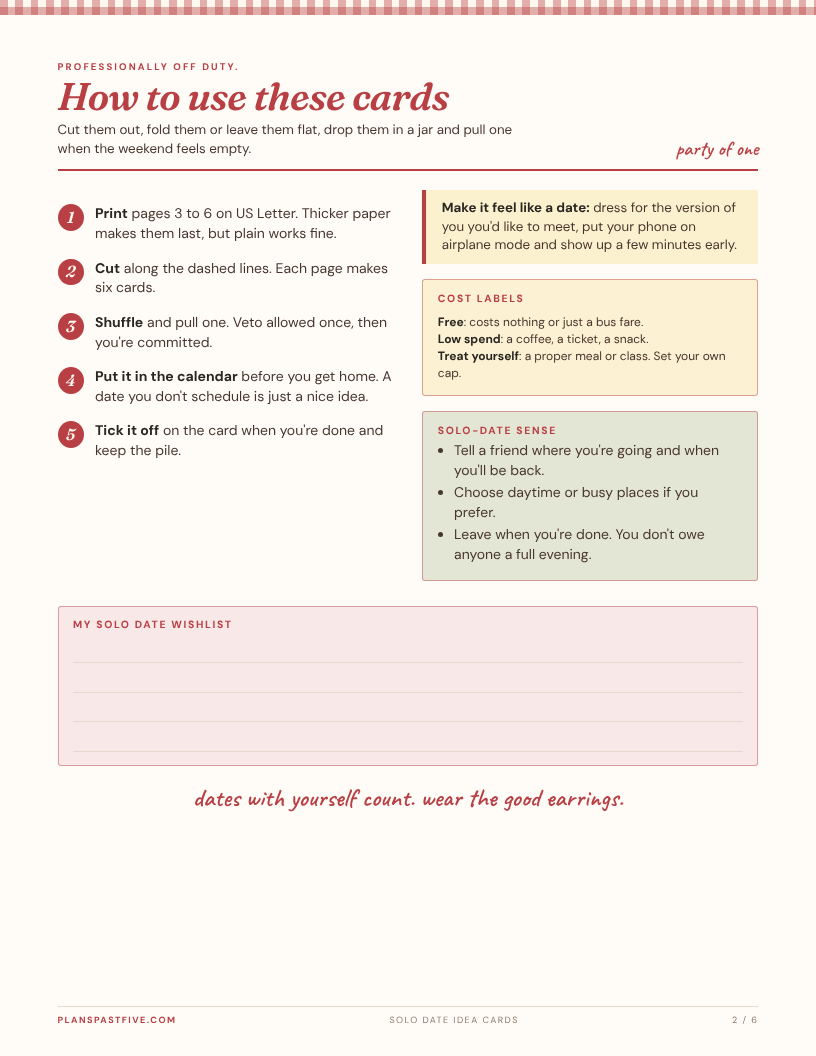 PROFESSIONALLY OFF DUTY.
How to use these cards
Cut them out, fold them or leave them flat, drop them in a jar and pull one
when the weekend feels empty.
party of one
1
Print pages 3 to 6 on US Letter. Thicker paper
makes them last, but plain works fine.
2
Cut along the dashed lines. Each page makes
six cards.
3
Shuffle and pull one. Veto allowed once, then
you're committed.
4
Put it in the calendar before you get home. A
date you don't schedule is just a nice idea.
5
Tick it off on the card when you're done and
keep the pile.
Make it feel like a date: dress for the version of
you you'd like to meet, put your phone on
airplane mode and show up a few minutes early.
COST LABELS
Free: costs nothing or just a bus fare.
Low spend: a coffee, a ticket, a snack.
Treat yourself: a proper meal or class. Set your own
cap.
SOLO-DATE SENSE
• Tell a friend where you're going and when
you'll be back.
• Choose daytime or busy places if you
prefer.
• Leave when you're done. You don't owe
anyone a full evening.
MY SOLO DATE WISHLIST
dates with yourself count. wear the good earrings.
PLANSPASTFIVE.COM
SOLO DATE IDEA CARDS
2 / 6